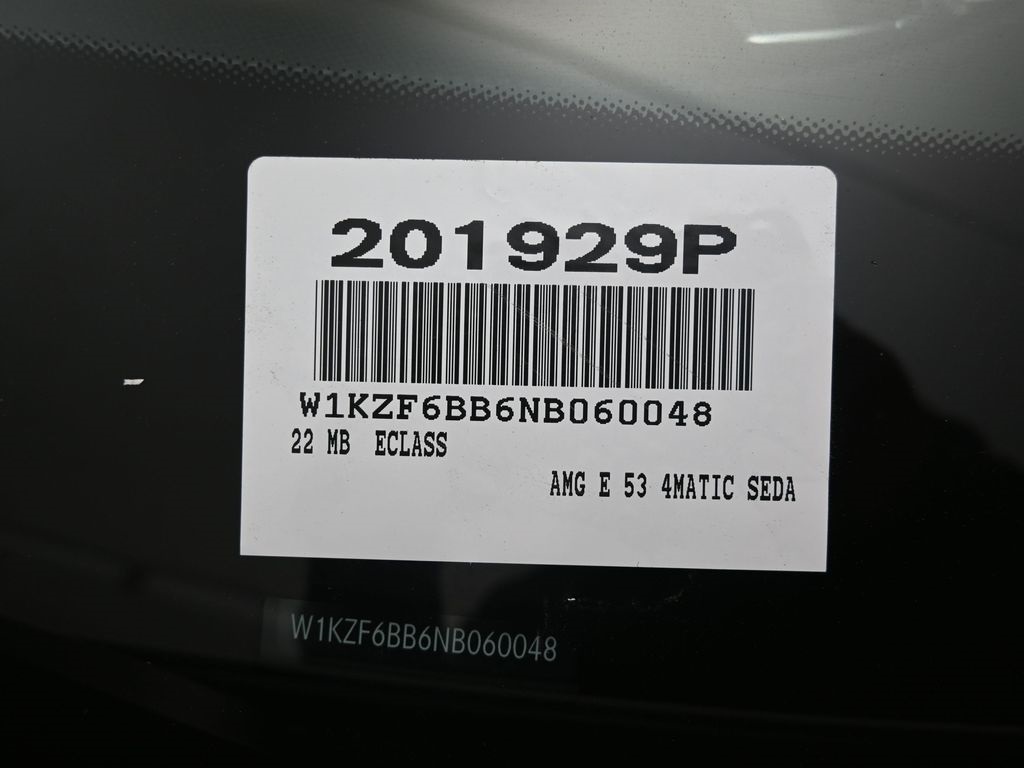 201929P
W1KZF6BB6NB060048
22 MB ECLASS
AMG E 53 4MATIC SEDA
W1KZF6BB6NB060048